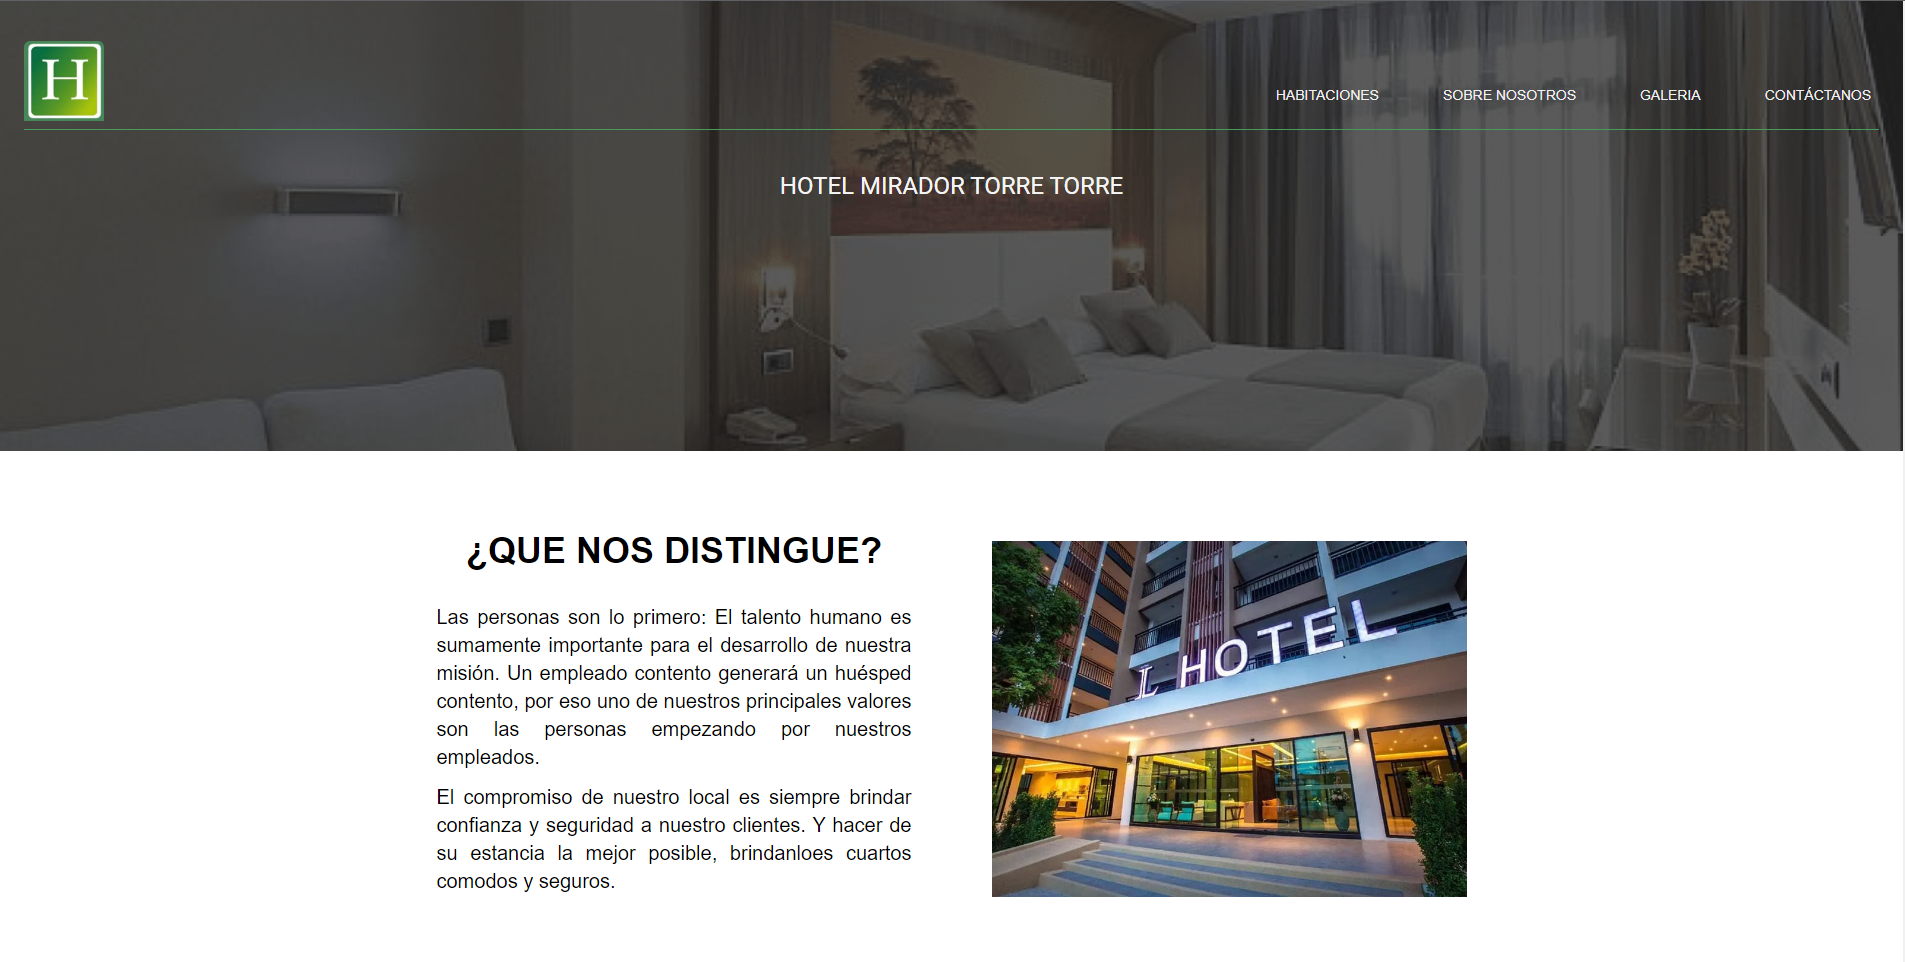 H
HABITACIONES SOBRE NOSOTROS GALERIA CONTÁCTANOS
HOTEL MIRADOR TORRE TORRE
¿QUE NOS DISTINGUE?
Las personas son lo primero: El talento humano es
sumamente importante para el desarrollo de nuestra
misión. Un empleado contento generará un huésped
contento, por eso uno de nuestros principales valores
son las personas empezando por nuestros
empleados.
El compromiso de nuestro local es siempre brindar
confianza y seguridad a nuestro clientes. Y hacer de
su estancia la mejor posible, brindanloes cuartos
comodos y seguros.
HOTEL